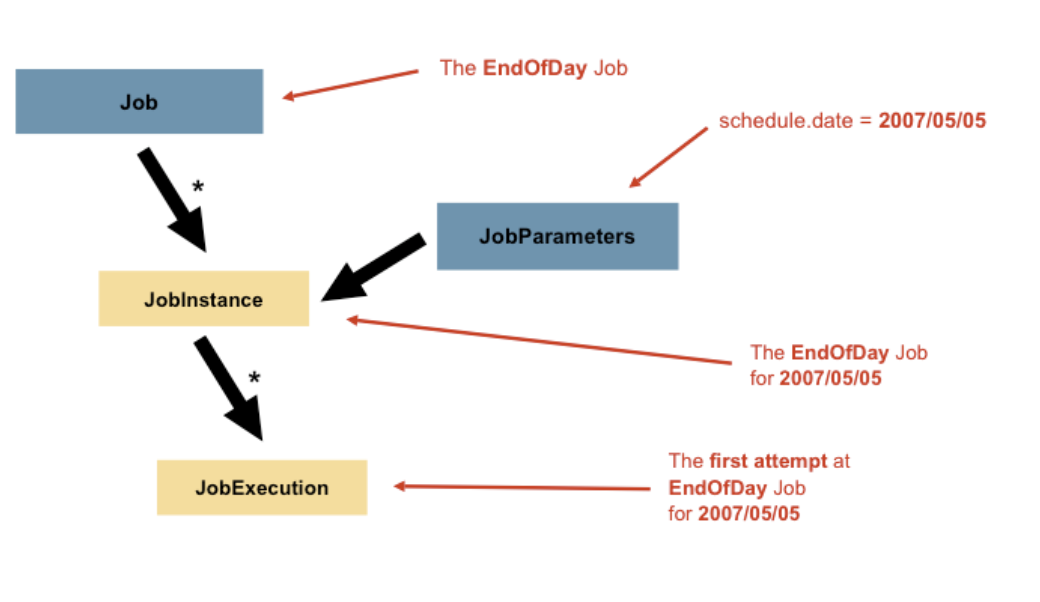 The EndOfDay Job
Job
schedule.date = 2007/05/05
*
JobParameters
JobInstance
The EndOfDay Job
for 2007/05/05
*
The first attempt at
EndOfDay Job
for 2007/05/05
JobExecution